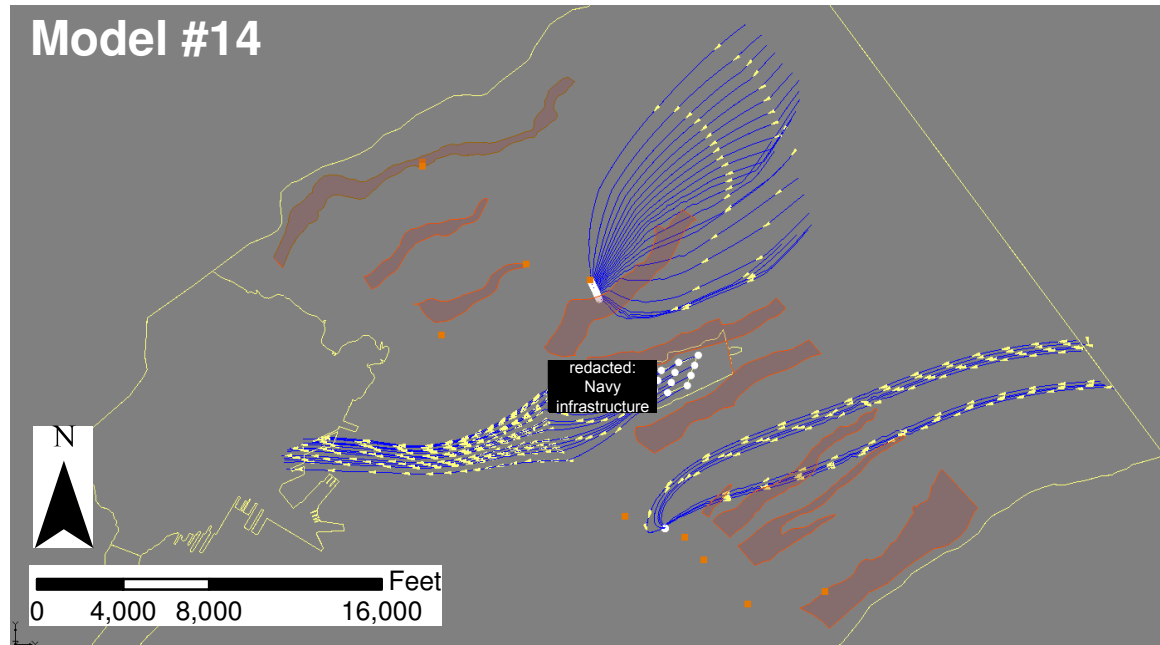 Model #14
redacted:
Navy
infrastructure
N
Feet
0 4,000 8,000 16,000